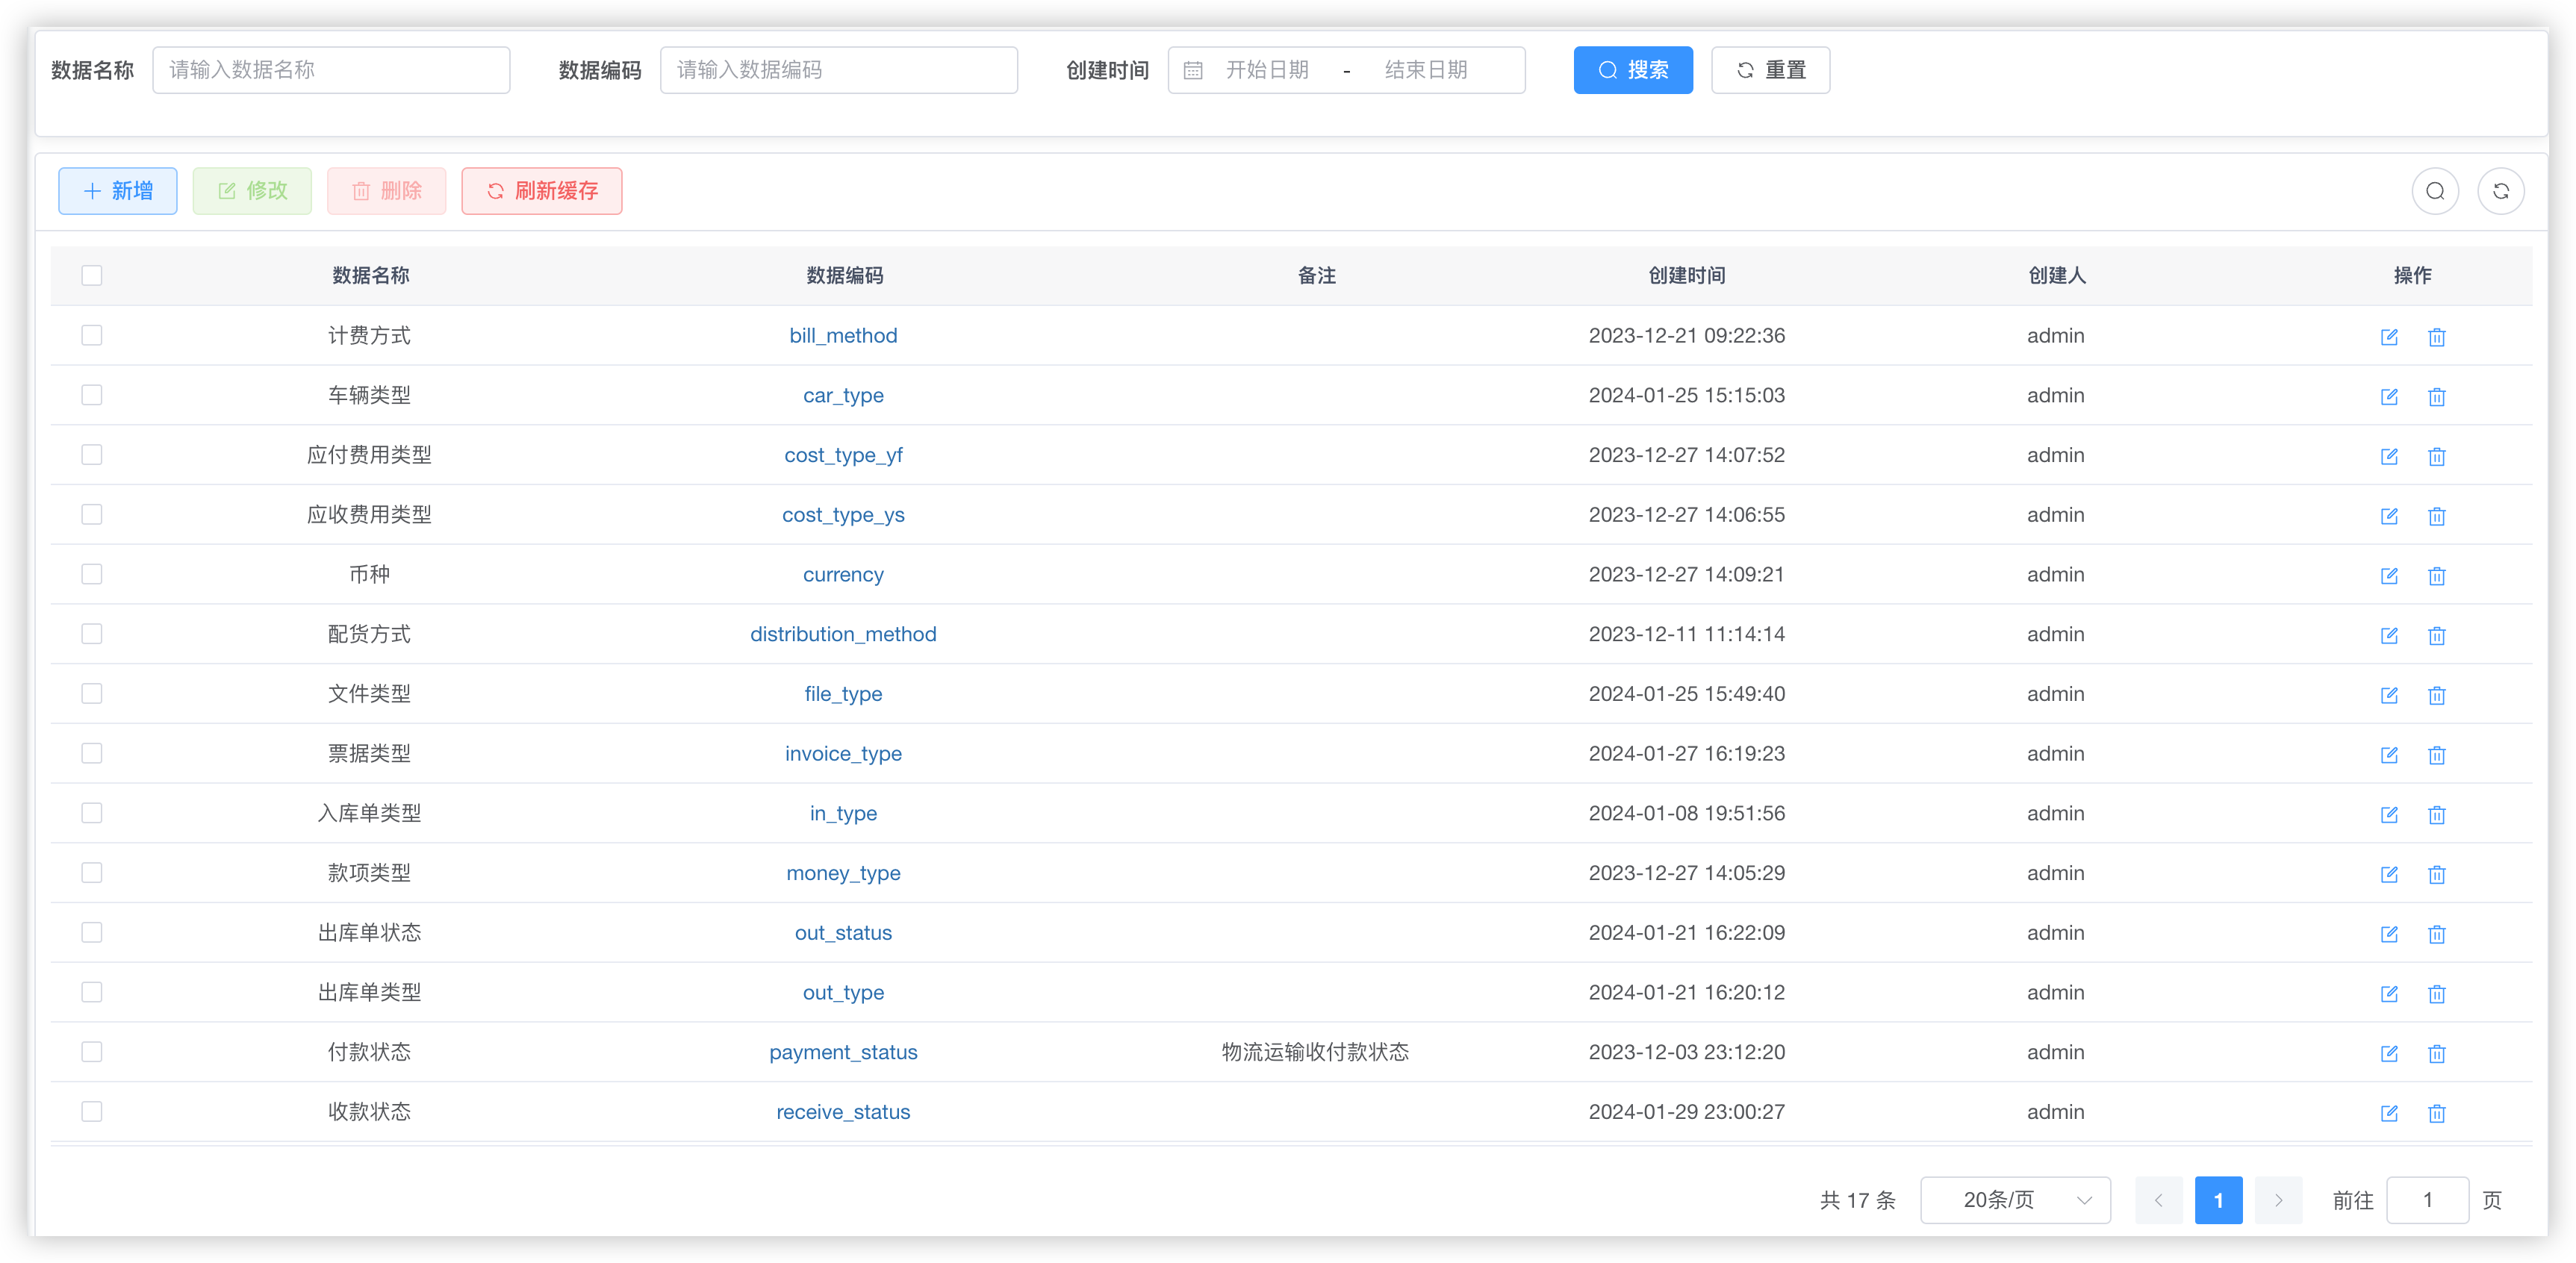 数据名称 请输入数据名称 数据编码 请输入数据编码 创建时间 开始日期 - 结束日期 搜索 重置
新增 修改 删除 刷新缓存
数据名称 数据编码 备注 创建时间 创建人 操作
计费方式 bill_method 2023-12-21 09:22:36 admin
车辆类型 car_type 2024-01-25 15:15:03 admin
应付费用类型 cost_type_yf 2023-12-27 14:07:52 admin
应收费用类型 cost_type_ys 2023-12-27 14:06:55 admin
币种 currency 2023-12-27 14:09:21 admin
配货方式 distribution_method 2023-12-11 11:14:14 admin
文件类型 file_type 2024-01-25 15:49:40 admin
票据类型 invoice_type 2024-01-27 16:19:23 admin
入库单类型 in_type 2024-01-08 19:51:56 admin
款项类型 money_type 2023-12-27 14:05:29 admin
出库单状态 out_status 2024-01-21 16:22:09 admin
出库单类型 out_type 2024-01-21 16:20:12 admin
付款状态 payment_status 物流运输收付款状态 2023-12-03 23:12:20 admin
收款状态 receive_status 2024-01-29 23:00:27 admin
共 17 条 20条/页 1 前往 1 页